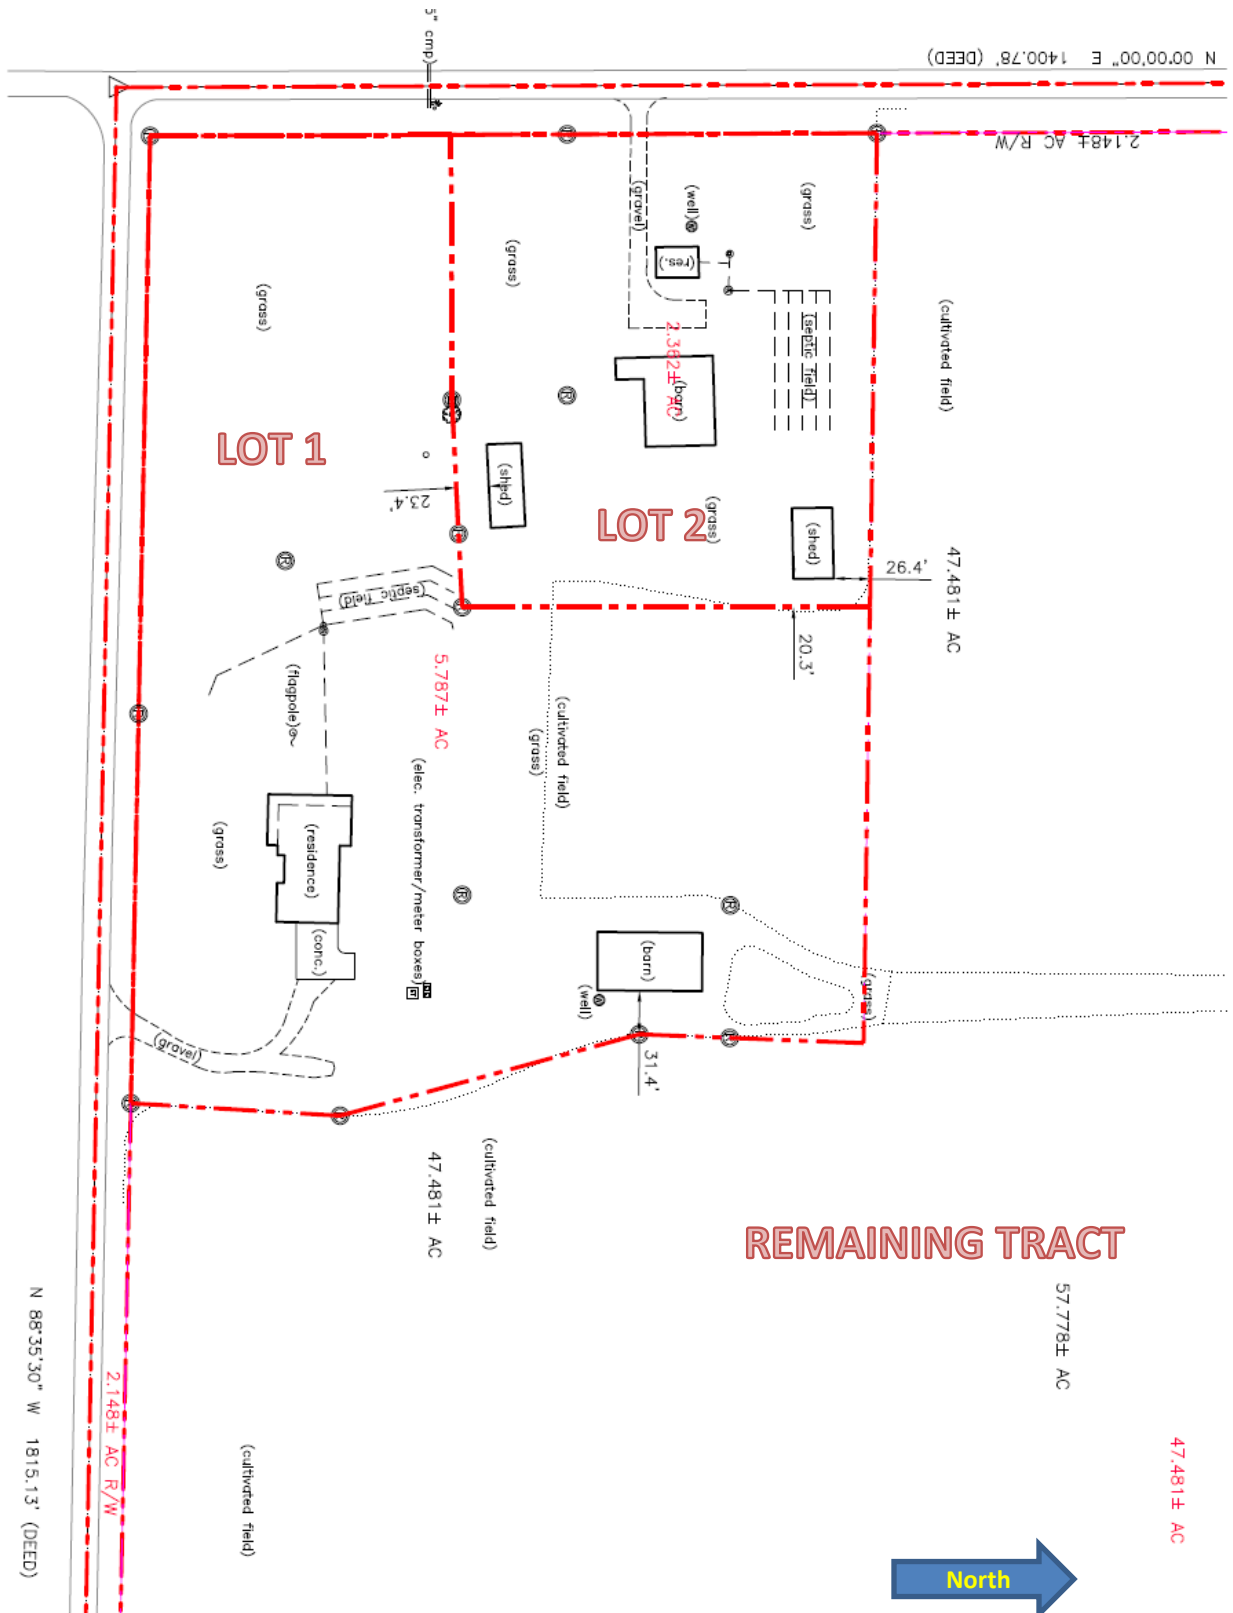 5" cmp)
N 00°00'00" E 1400.78' (DEED)
2.148± AC R/W
(grass)
(well)
(gravel)
(res.)
(grass)
(grass)
(septic field)
(cultivated field)
2.382± AC
(barn)
LOT 1
(shed)
23.4'
LOT 2
(grass)
(shed)
26.4'
47.481± AC
(septic field)
20.3'
5.787± AC
(flagpole)
(cultivated field)
(grass)
(elec. transformer/meter boxes)
(residence)
(grass)
(conc.)
(barn)
(well)
(grass)
(gravel)
31.4'
(cultivated field)
47.481± AC
REMAINING TRACT
57.778± AC
N 88°35'30" W 1815.13' (DEED)
2.148± AC R/W
(cultivated field)
47.481± AC
North